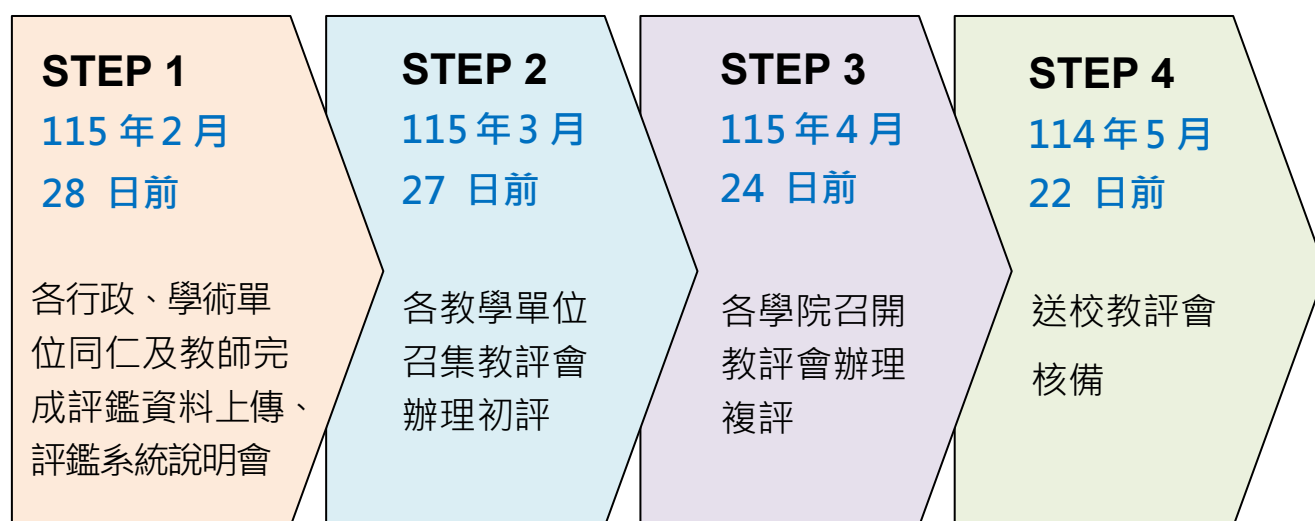 STEP 1
115 年 2 月
28 日前
各行政、學術單
位同仁及教師完
成評鑑資料上傳、
評鑑系統說明會
STEP 2
115 年 3 月
27 日前
各教學單位
召集教評會
辦理初評
STEP 3
115 年 4 月
24 日前
各學院召開
教評會辦理
複評
STEP 4
114 年 5 月
22 日前
送校教評會
核備